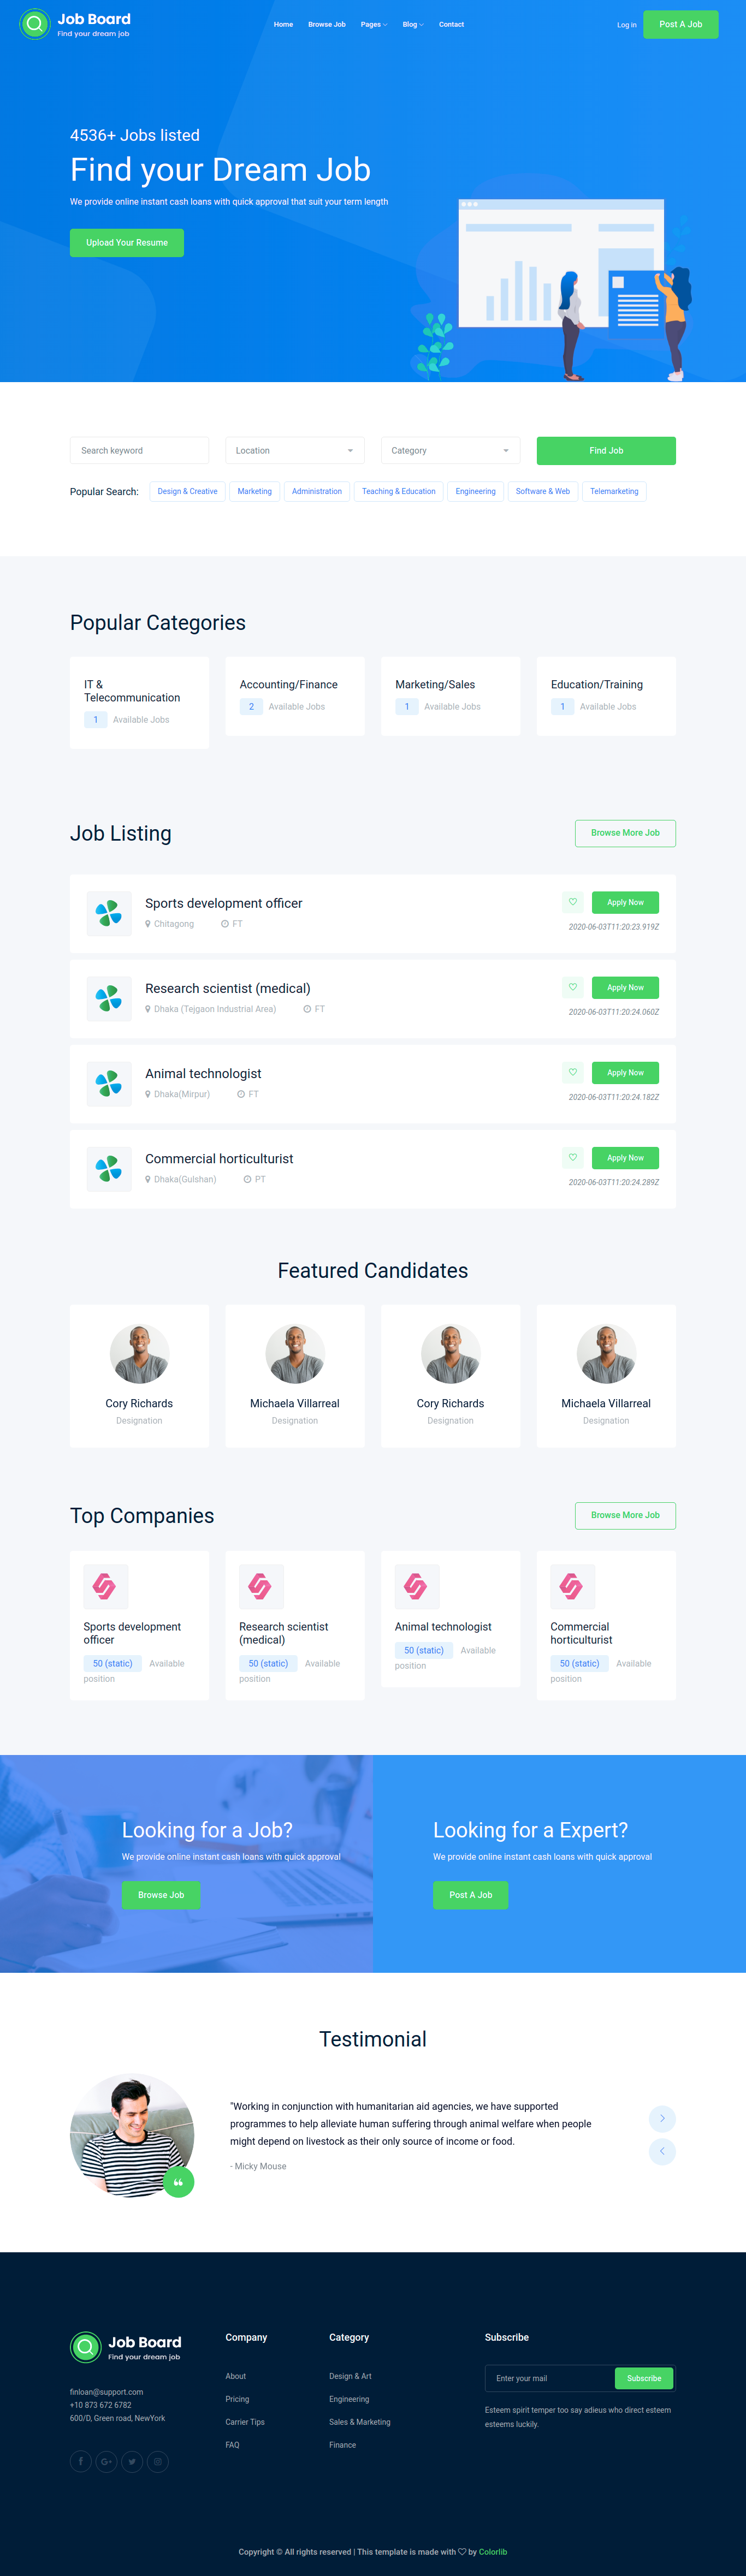 Job Board
Find your dream job
Home Browse Job Pages Blog Contact
Log in Post A Job
4536+ Jobs listed
Find your Dream Job
We provide online instant cash loans with quick approval that suit your term length
Upload Your Resume
Search keyword Location Category Find Job
Popular Search: Design & Creative Marketing Administration Teaching & Education Engineering Software & Web Telemarketing
Popular Categories
IT &
Telecommunication
1 Available Jobs
Accounting/Finance
2 Available Jobs
Marketing/Sales
1 Available Jobs
Education/Training
1 Available Jobs
Job Listing
Browse More Job
Sports development officer
Chitagong FT
Apply Now
2020-06-03T11:20:23.919Z
Research scientist (medical)
Dhaka (Tejgaon Industrial Area) FT
Apply Now
2020-06-03T11:20:24.060Z
Animal technologist
Dhaka(Mirpur) FT
Apply Now
2020-06-03T11:20:24.182Z
Commercial horticulturist
Dhaka(Gulshan) PT
Apply Now
2020-06-03T11:20:24.289Z
Featured Candidates
Cory Richards
Designation
Michaela Villarreal
Designation
Cory Richards
Designation
Michaela Villarreal
Designation
Top Companies
Browse More Job
Sports development
officer
50 (static) Available
position
Research scientist
(medical)
50 (static) Available
position
Animal technologist
50 (static) Available
position
Commercial
horticulturist
50 (static) Available
position
Looking for a Job?
We provide online instant cash loans with quick approval
Browse Job
Looking for a Expert?
We provide online instant cash loans with quick approval
Post A Job
Testimonial
"Working in conjunction with humanitarian aid agencies, we have supported
programmes to help alleviate human suffering through animal welfare when people
might depend on livestock as their only source of income or food.
- Micky Mouse
Job Board
Find your dream job
finloan@support.com
+10 873 672 6782
600/D, Green road, NewYork
Company
About
Pricing
Carrier Tips
FAQ
Category
Design & Art
Engineering
Sales & Marketing
Finance
Subscribe
Enter your mail Subscribe
Esteem spirit temper too say adieus who direct esteem
esteems luckily.
Copyright © All rights reserved | This template is made with ♡ by Colorlib